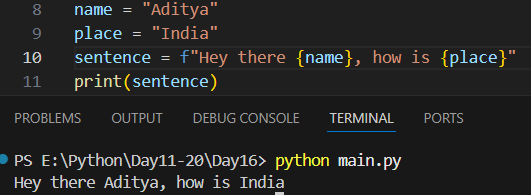 8 name = "Aditya"
9 place = "India"
10 sentence = f"Hey there {name}, how is {place}"
11 print(sentence)
PROBLEMS OUTPUT DEBUG CONSOLE TERMINAL PORTS
PS E:\Python\Day11-20\Day16> python main.py
Hey there Aditya, how is India